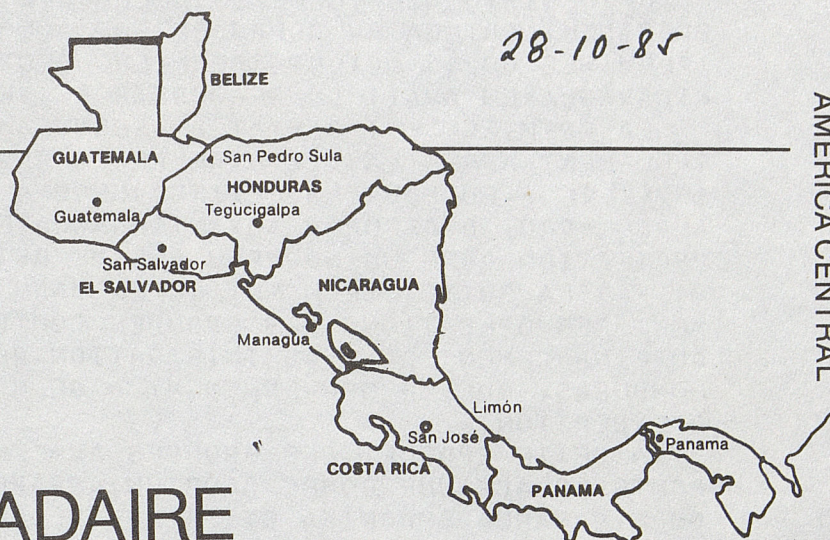 28-10-85
BELIZE
AMERICA CENTRAL
GUATEMALA
San Pedro Sula
HONDURAS
Guatemala
Tegucigalpa
San Salvador
EL SALVADOR
NICARAGUA
Managua
Limón
San José
Panama
COSTA RICA
PANAMA
ADAIRE